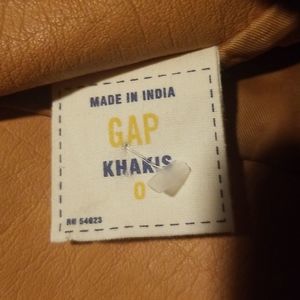 MADE IN INDIA
GAP
KHAKIS
0
RN 54023